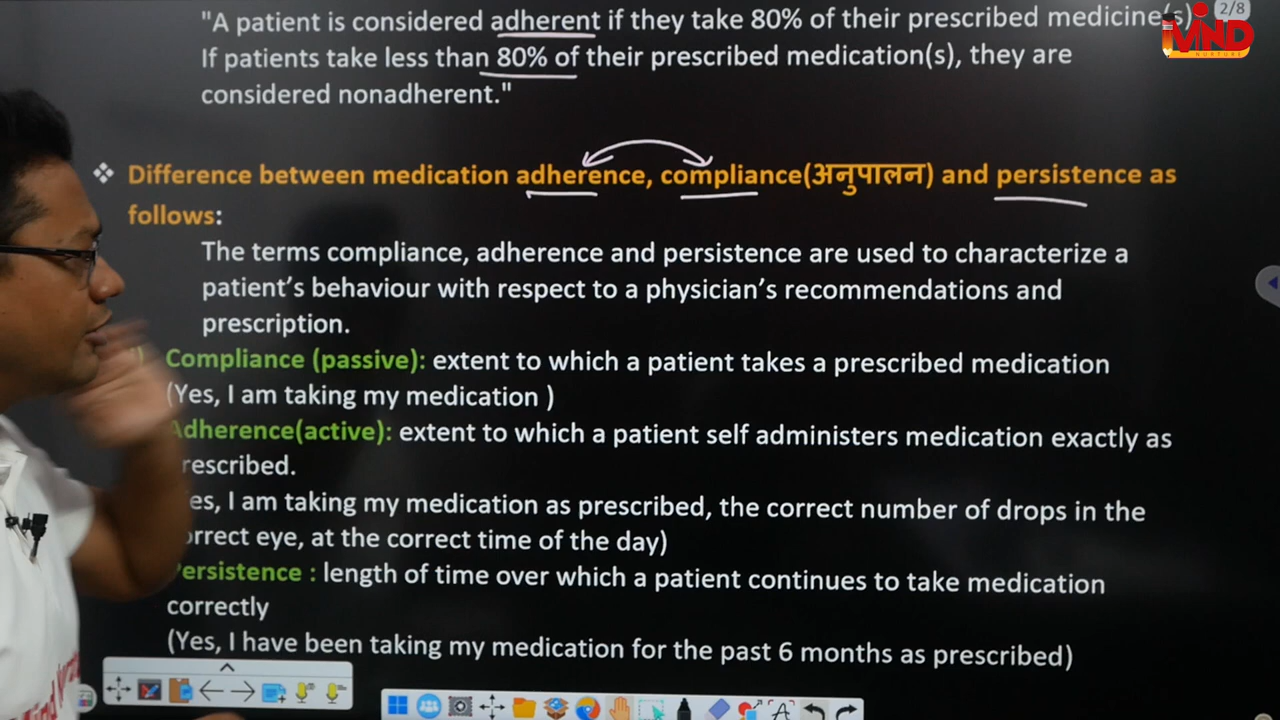 "A patient is considered adherent if they take 80% of their prescribed medicine(s)
2/8
MIND
NURTURE
If patients take less than 80% of their prescribed medication(s), they are
considered nonadherent."
❖ Difference between medication adherence, compliance(अनुपालन) and persistence as
follows:
The terms compliance, adherence and persistence are used to characterize a
patient's behaviour with respect to a physician's recommendations and
prescription.
Compliance (passive): extent to which a patient takes a prescribed medication
(Yes, I am taking my medication )
Adherence(active): extent to which a patient self administers medication exactly as
rescribed.
es, I am taking my medication as prescribed, the correct number of drops in the
orrect eye, at the correct time of the day)
Persistence : length of time over which a patient continues to take medication
correctly
(Yes, I have been taking my medication for the past 6 months as prescribed)